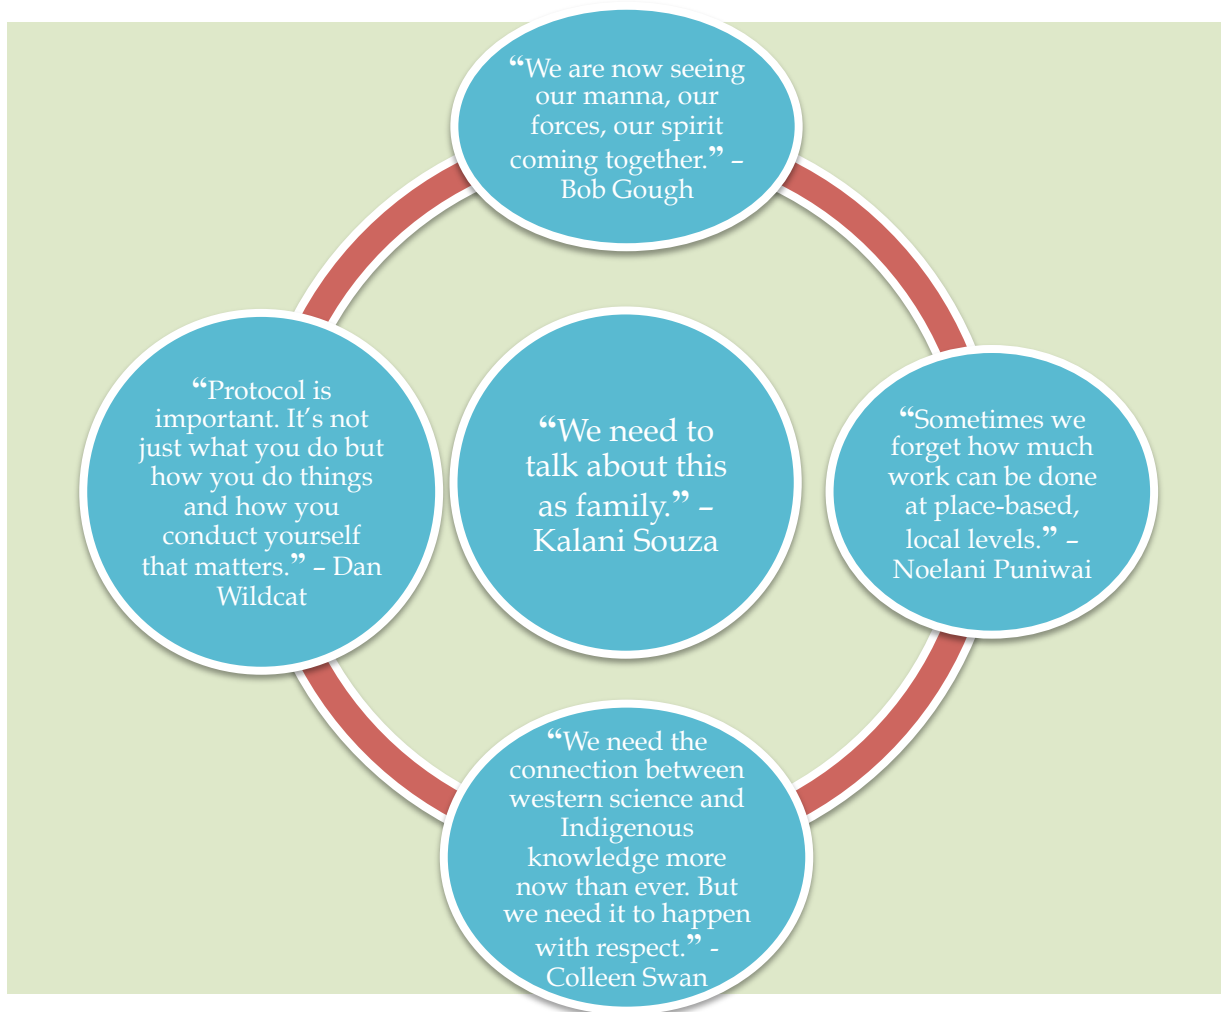 “We are now seeing
our manna, our
forces, our spirit
coming together.” –
Bob Gough
“Protocol is
important. It’s not
just what you do but
how you do things
and how you
conduct yourself
that matters.” – Dan
Wildcat
“We need to
talk about this
as family.” –
Kalani Souza
“Sometimes we
forget how much
work can be done
at place-based,
local levels.” –
Noelani Puniwai
“We need the
connection between
western science and
Indigenous
knowledge more
now than ever. But
we need it to happen
with respect.” -
Colleen Swan